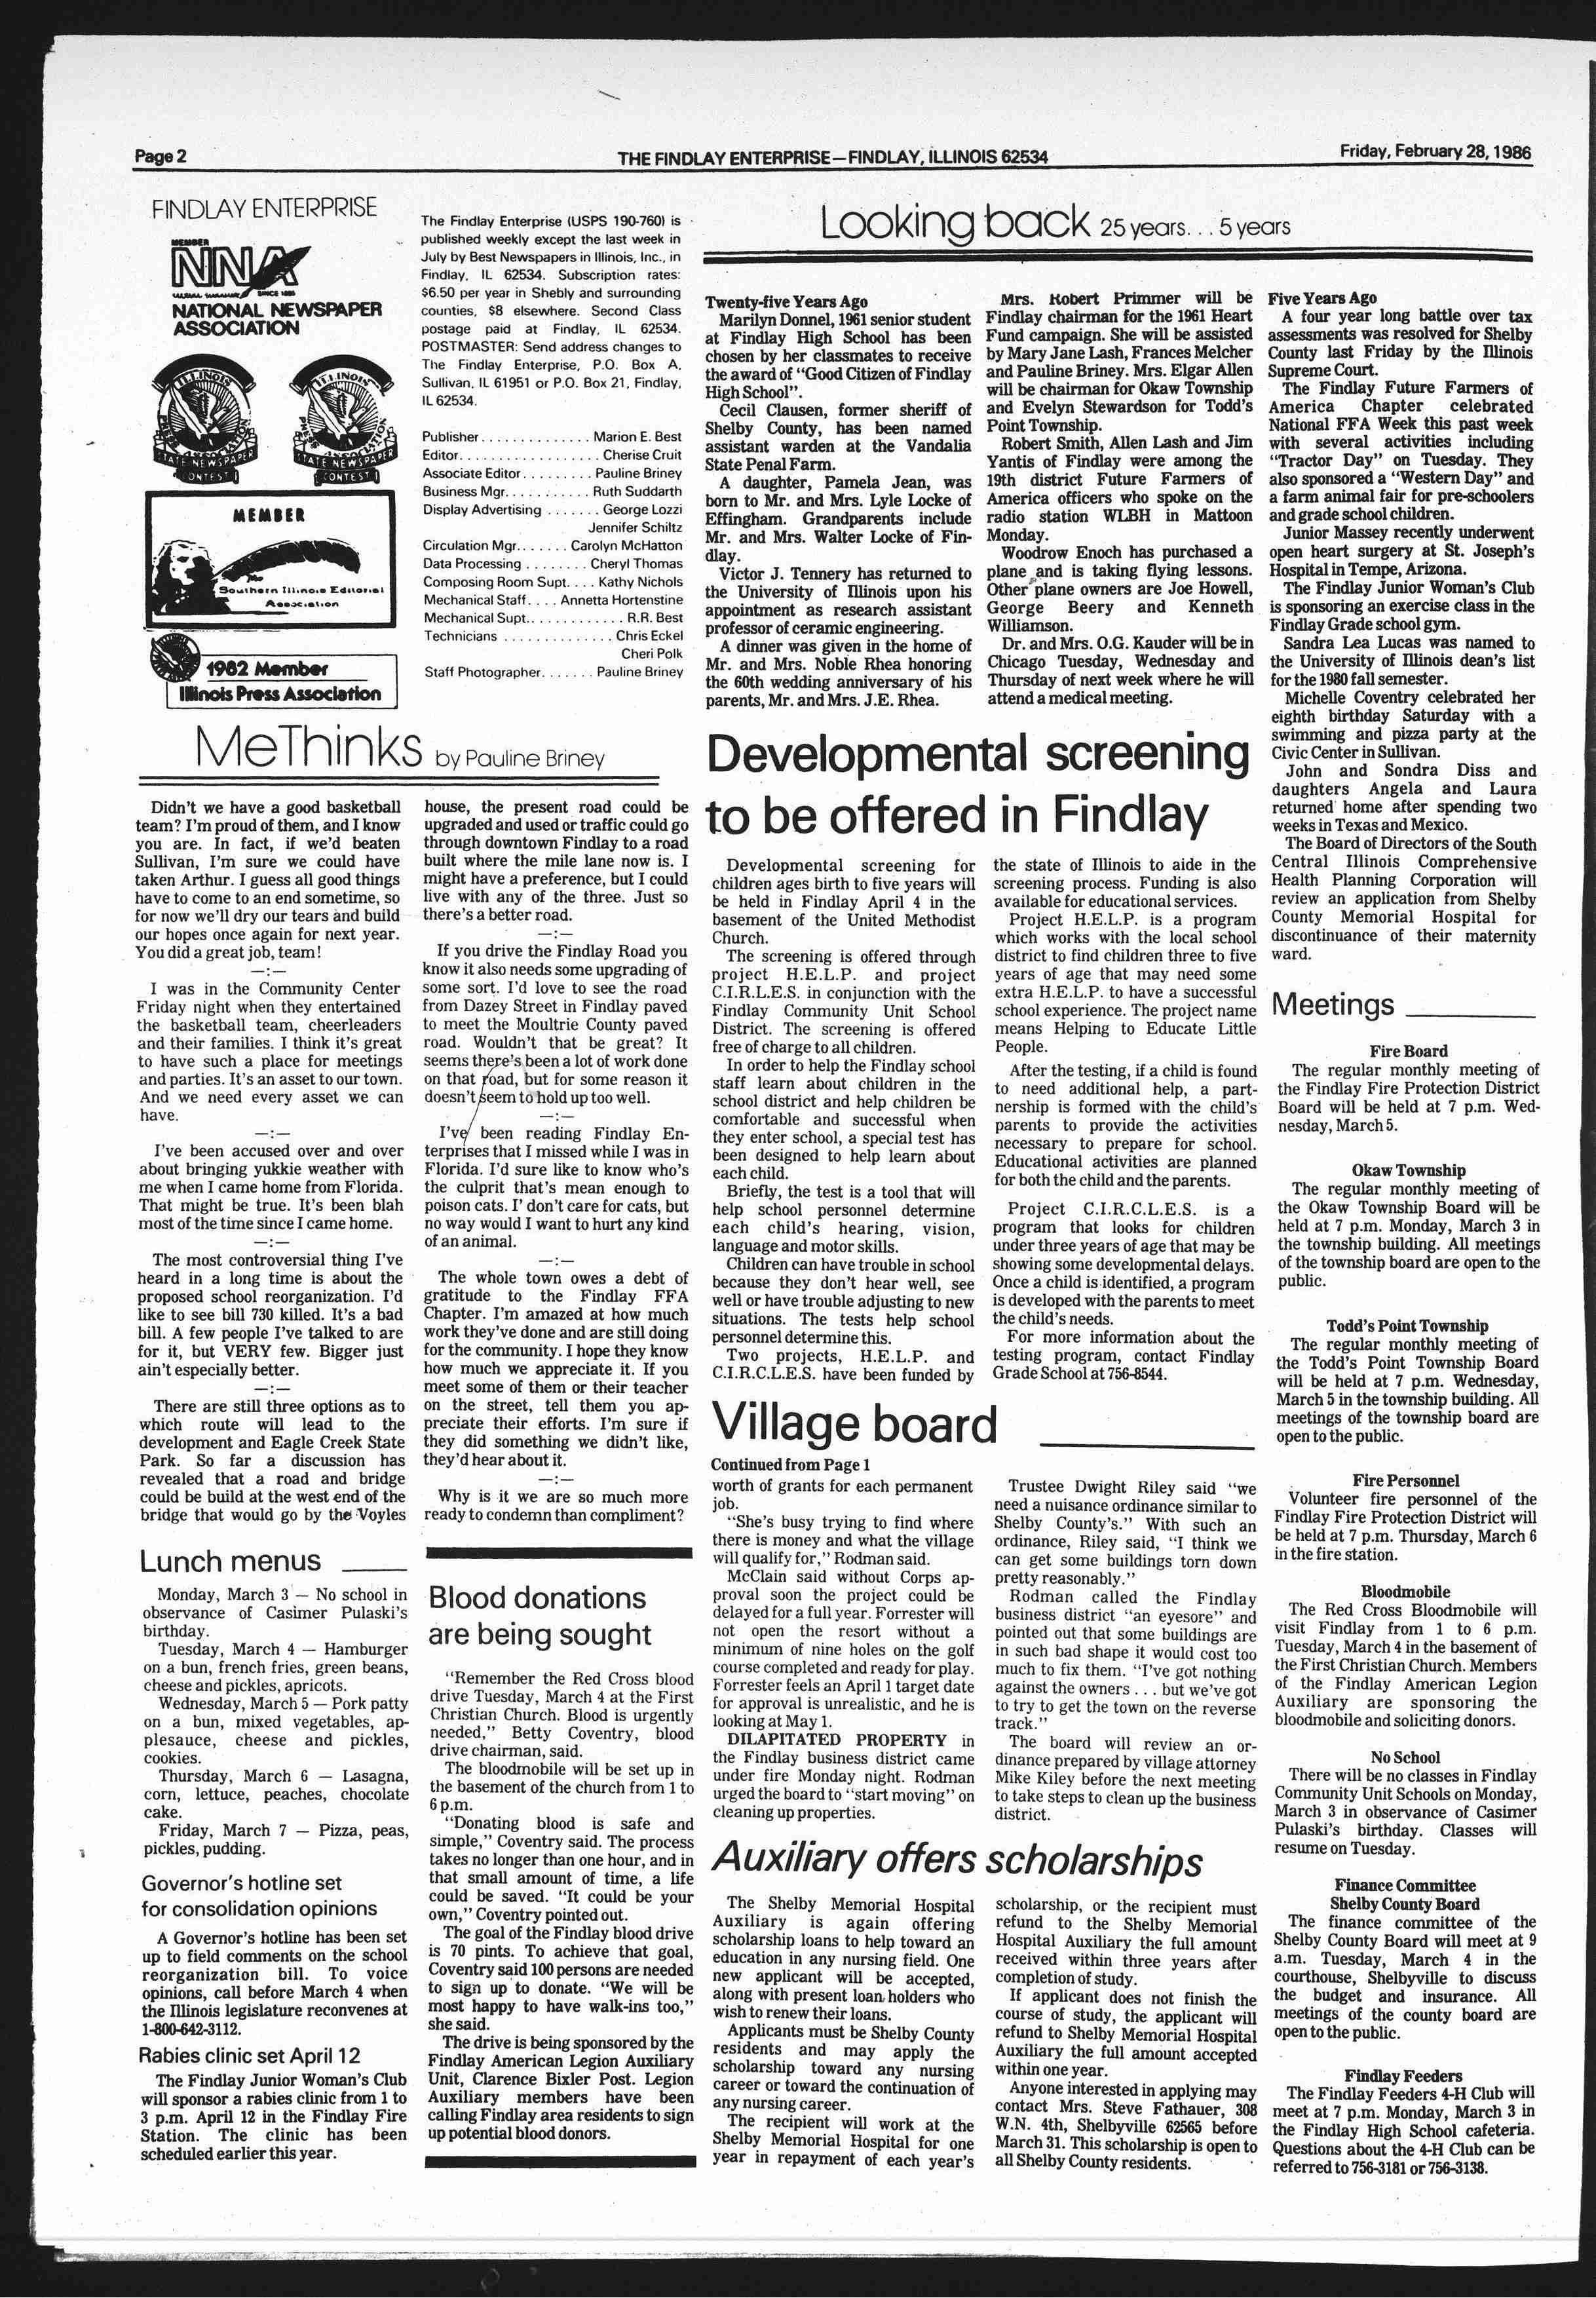 Page 2
THE FINDLAY ENTERPRISE—FINDLAY, ILLINOIS 62534
Friday, February 28, 1986
FINDLAY ENTERPRISE
MEMBER
NNA
SINCE 1885
NATIONAL NEWSPAPER
ASSOCIATION
ILLINOIS
PRESS ASSOCIATION
STATE NEWSPAPER
CONTEST
ILLINOIS
PRESS ASSOCIATION
STATE NEWSPAPER
CONTEST
MEMBER
The
Southern Illinois Editorial
Association
1982 Member
Illinois Press Association
The Findlay Enterprise (USPS 190-760) is
published weekly except the last week in
July by Best Newspapers in Illinois, Inc., in
Findlay, IL 62534. Subscription rates:
$6.50 per year in Shebly and surrounding
counties, $8 elsewhere. Second Class
postage paid at Findlay, IL 62534.
POSTMASTER: Send address changes to
The Findlay Enterprise, P.O. Box A,
Sullivan, IL 61951 or P.O. Box 21, Findlay,
IL 62534.
Publisher. . . . . . . . . . . . . . Marion E. Best
Editor. . . . . . . . . . . . . . . . . . Cherise Cruit
Associate Editor. . . . . . . . . Pauline Briney
Business Mgr. . . . . . . . . . . Ruth Suddarth
Display Advertising . . . . . . . George Lozzi
Jennifer Schiltz
Circulation Mgr. . . . . . . Carolyn McHatton
Data Processing . . . . . . . . Cheryl Thomas
Composing Room Supt. . . . Kathy Nichols
Mechanical Staff. . . . Annetta Hortenstine
Mechanical Supt. . . . . . . . . . . . . R.R. Best
Technicians . . . . . . . . . . . . . . Chris Eckel
Cheri Polk
Staff Photographer. . . . . . . Pauline Briney
MeThinks by Pauline Briney
Didn't we have a good basketball
team? I'm proud of them, and I know
you are. In fact, if we'd beaten
Sullivan, I'm sure we could have
taken Arthur. I guess all good things
have to come to an end sometime, so
for now we'll dry our tears and build
our hopes once again for next year.
You did a great job, team!
—:—
I was in the Community Center
Friday night when they entertained
the basketball team, cheerleaders
and their families. I think it's great
to have such a place for meetings
and parties. It's an asset to our town.
And we need every asset we can
have.
—:—
I've been accused over and over
about bringing yukkie weather with
me when I came home from Florida.
That might be true. It's been blah
most of the time since I came home.
—:—
The most controversial thing I've
heard in a long time is about the
proposed school reorganization. I'd
like to see bill 730 killed. It's a bad
bill. A few people I've talked to are
for it, but VERY few. Bigger just
ain't especially better.
—:—
There are still three options as to
which route will lead to the
development and Eagle Creek State
Park. So far a discussion has
revealed that a road and bridge
could be build at the west end of the
bridge that would go by the Voyles
house, the present road could be
upgraded and used or traffic could go
through downtown Findlay to a road
built where the mile lane now is. I
might have a preference, but I could
live with any of the three. Just so
there's a better road.
—:—
If you drive the Findlay Road you
know it also needs some upgrading of
some sort. I'd love to see the road
from Dazey Street in Findlay paved
to meet the Moultrie County paved
road. Wouldn't that be great? It
seems there's been a lot of work done
on that road, but for some reason it
doesn't seem to hold up too well.
—:—
I've been reading Findlay En-
terprises that I missed while I was in
Florida. I'd sure like to know who's
the culprit that's mean enough to
poison cats. I' don't care for cats, but
no way would I want to hurt any kind
of an animal.
—:—
The whole town owes a debt of
gratitude to the Findlay FFA
Chapter. I'm amazed at how much
work they've done and are still doing
for the community. I hope they know
how much we appreciate it. If you
meet some of them or their teacher
on the street, tell them you ap-
preciate their efforts. I'm sure if
they did something we didn't like,
they'd hear about it.
—:—
Why is it we are so much more
ready to condemn than compliment?
Lunch menus
Monday, March 3 — No school in
observance of Casimer Pulaski's
birthday.
Tuesday, March 4 — Hamburger
on a bun, french fries, green beans,
cheese and pickles, apricots.
Wednesday, March 5 — Pork patty
on a bun, mixed vegetables, ap-
plesauce, cheese and pickles,
cookies.
Thursday, March 6 — Lasagna,
corn, lettuce, peaches, chocolate
cake.
Friday, March 7 — Pizza, peas,
pickles, pudding.
Governor's hotline set
for consolidation opinions
A Governor's hotline has been set
up to field comments on the school
reorganization bill. To voice
opinions, call before March 4 when
the Illinois legislature reconvenes at
1-800-642-3112.
Rabies clinic set April 12
The Findlay Junior Woman's Club
will sponsor a rabies clinic from 1 to
3 p.m. April 12 in the Findlay Fire
Station. The clinic has been
scheduled earlier this year.
Blood donations
are being sought
"Remember the Red Cross blood
drive Tuesday, March 4 at the First
Christian Church. Blood is urgently
needed," Betty Coventry, blood
drive chairman, said.
The bloodmobile will be set up in
the basement of the church from 1 to
6 p.m.
"Donating blood is safe and
simple," Coventry said. The process
takes no longer than one hour, and in
that small amount of time, a life
could be saved. "It could be your
own," Coventry pointed out.
The goal of the Findlay blood drive
is 70 pints. To achieve that goal,
Coventry said 100 persons are needed
to sign up to donate. "We will be
most happy to have walk-ins too,"
she said.
The drive is being sponsored by the
Findlay American Legion Auxiliary
Unit, Clarence Bixler Post. Legion
Auxiliary members have been
calling Findlay area residents to sign
up potential blood donors.
Looking back 25 years. . . 5 years
Twenty-five Years Ago
Marilyn Donnel, 1961 senior student
at Findlay High School has been
chosen by her classmates to receive
the award of "Good Citizen of Findlay
High School".
Cecil Clausen, former sheriff of
Shelby County, has been named
assistant warden at the Vandalia
State Penal Farm.
A daughter, Pamela Jean, was
born to Mr. and Mrs. Lyle Locke of
Effingham. Grandparents include
Mr. and Mrs. Walter Locke of Fin-
dlay.
Victor J. Tennery has returned to
the University of Illinois upon his
appointment as research assistant
professor of ceramic engineering.
A dinner was given in the home of
Mr. and Mrs. Noble Rhea honoring
the 60th wedding anniversary of his
parents, Mr. and Mrs. J.E. Rhea.
Mrs. Robert Primmer will be
Findlay chairman for the 1961 Heart
Fund campaign. She will be assisted
by Mary Jane Lash, Frances Melcher
and Pauline Briney. Mrs. Elgar Allen
will be chairman for Okaw Township
and Evelyn Stewardson for Todd's
Point Township.
Robert Smith, Allen Lash and Jim
Yantis of Findlay were among the
19th district Future Farmers of
America officers who spoke on the
radio station WLBH in Mattoon
Monday.
Woodrow Enoch has purchased a
plane and is taking flying lessons.
Other plane owners are Joe Howell,
George Beery and Kenneth
Williamson.
Dr. and Mrs. O.G. Kauder will be in
Chicago Tuesday, Wednesday and
Thursday of next week where he will
attend a medical meeting.
Five Years Ago
A four year long battle over tax
assessments was resolved for Shelby
County last Friday by the Illinois
Supreme Court.
The Findlay Future Farmers of
America Chapter celebrated
National FFA Week this past week
with several activities including
"Tractor Day" on Tuesday. They
also sponsored a "Western Day" and
a farm animal fair for pre-schoolers
and grade school children.
Junior Massey recently underwent
open heart surgery at St. Joseph's
Hospital in Tempe, Arizona.
The Findlay Junior Woman's Club
is sponsoring an exercise class in the
Findlay Grade school gym.
Sandra Lea Lucas was named to
the University of Illinois dean's list
for the 1980 fall semester.
Michelle Coventry celebrated her
eighth birthday Saturday with a
swimming and pizza party at the
Civic Center in Sullivan.
John and Sondra Diss and
daughters Angela and Laura
returned home after spending two
weeks in Texas and Mexico.
The Board of Directors of the South
Central Illinois Comprehensive
Health Planning Corporation will
review an application from Shelby
County Memorial Hospital for
discontinuance of their maternity
ward.
Developmental screening
to be offered in Findlay
Developmental screening for
children ages birth to five years will
be held in Findlay April 4 in the
basement of the United Methodist
Church.
The screening is offered through
project H.E.L.P. and project
C.I.R.L.E.S. in conjunction with the
Findlay Community Unit School
District. The screening is offered
free of charge to all children.
In order to help the Findlay school
staff learn about children in the
school district and help children be
comfortable and successful when
they enter school, a special test has
been designed to help learn about
each child.
Briefly, the test is a tool that will
help school personnel determine
each child's hearing, vision,
language and motor skills.
Children can have trouble in school
because they don't hear well, see
well or have trouble adjusting to new
situations. The tests help school
personnel determine this.
Two projects, H.E.L.P. and
C.I.R.C.L.E.S. have been funded by
the state of Illinois to aide in the
screening process. Funding is also
available for educational services.
Project H.E.L.P. is a program
which works with the local school
district to find children three to five
years of age that may need some
extra H.E.L.P. to have a successful
school experience. The project name
means Helping to Educate Little
People.
After the testing, if a child is found
to need additional help, a part-
nership is formed with the child's
parents to provide the activities
necessary to prepare for school.
Educational activities are planned
for both the child and the parents.
Project C.I.R.C.L.E.S. is a
program that looks for children
under three years of age that may be
showing some developmental delays.
Once a child is identified, a program
is developed with the parents to meet
the child's needs.
For more information about the
testing program, contact Findlay
Grade School at 756-8544.
Village board
Continued from Page 1
worth of grants for each permanent
job.
"She's busy trying to find where
there is money and what the village
will qualify for," Rodman said.
McClain said without Corps ap-
proval soon the project could be
delayed for a full year. Forrester will
not open the resort without a
minimum of nine holes on the golf
course completed and ready for play.
Forrester feels an April 1 target date
for approval is unrealistic, and he is
looking at May 1.
DILAPITATED PROPERTY in
the Findlay business district came
under fire Monday night. Rodman
urged the board to "start moving" on
cleaning up properties.
Trustee Dwight Riley said "we
need a nuisance ordinance similar to
Shelby County's." With such an
ordinance, Riley said, "I think we
can get some buildings torn down
pretty reasonably."
Rodman called the Findlay
business district "an eyesore" and
pointed out that some buildings are
in such bad shape it would cost too
much to fix them. "I've got nothing
against the owners . . . but we've got
to try to get the town on the reverse
track."
The board will review an or-
dinance prepared by village attorney
Mike Kiley before the next meeting
to take steps to clean up the business
district.
Auxiliary offers scholarships
The Shelby Memorial Hospital
Auxiliary is again offering
scholarship loans to help toward an
education in any nursing field. One
new applicant will be accepted,
along with present loan holders who
wish to renew their loans.
Applicants must be Shelby County
residents and may apply the
scholarship toward any nursing
career or toward the continuation of
any nursing career.
The recipient will work at the
Shelby Memorial Hospital for one
year in repayment of each year's
scholarship, or the recipient must
refund to the Shelby Memorial
Hospital Auxiliary the full amount
received within three years after
completion of study.
If applicant does not finish the
course of study, the applicant will
refund to Shelby Memorial Hospital
Auxiliary the full amount accepted
within one year.
Anyone interested in applying may
contact Mrs. Steve Fathauer, 308
W.N. 4th, Shelbyville 62565 before
March 31. This scholarship is open to
all Shelby County residents.
Meetings
Fire Board
The regular monthly meeting of
the Findlay Fire Protection District
Board will be held at 7 p.m. Wed-
nesday, March 5.
Okaw Township
The regular monthly meeting of
the Okaw Township Board will be
held at 7 p.m. Monday, March 3 in
the township building. All meetings
of the township board are open to the
public.
Todd's Point Township
The regular monthly meeting of
the Todd's Point Township Board
will be held at 7 p.m. Wednesday,
March 5 in the township building. All
meetings of the township board are
open to the public.
Fire Personnel
Volunteer fire personnel of the
Findlay Fire Protection District will
be held at 7 p.m. Thursday, March 6
in the fire station.
Bloodmobile
The Red Cross Bloodmobile will
visit Findlay from 1 to 6 p.m.
Tuesday, March 4 in the basement of
the First Christian Church. Members
of the Findlay American Legion
Auxiliary are sponsoring the
bloodmobile and soliciting donors.
No School
There will be no classes in Findlay
Community Unit Schools on Monday,
March 3 in observance of Casimer
Pulaski's birthday. Classes will
resume on Tuesday.
Finance Committee
Shelby County Board
The finance committee of the
Shelby County Board will meet at 9
a.m. Tuesday, March 4 in the
courthouse, Shelbyville to discuss
the budget and insurance. All
meetings of the county board are
open to the public.
Findlay Feeders
The Findlay Feeders 4-H Club will
meet at 7 p.m. Monday, March 3 in
the Findlay High School cafeteria.
Questions about the 4-H Club can be
referred to 756-3181 or 756-3138.